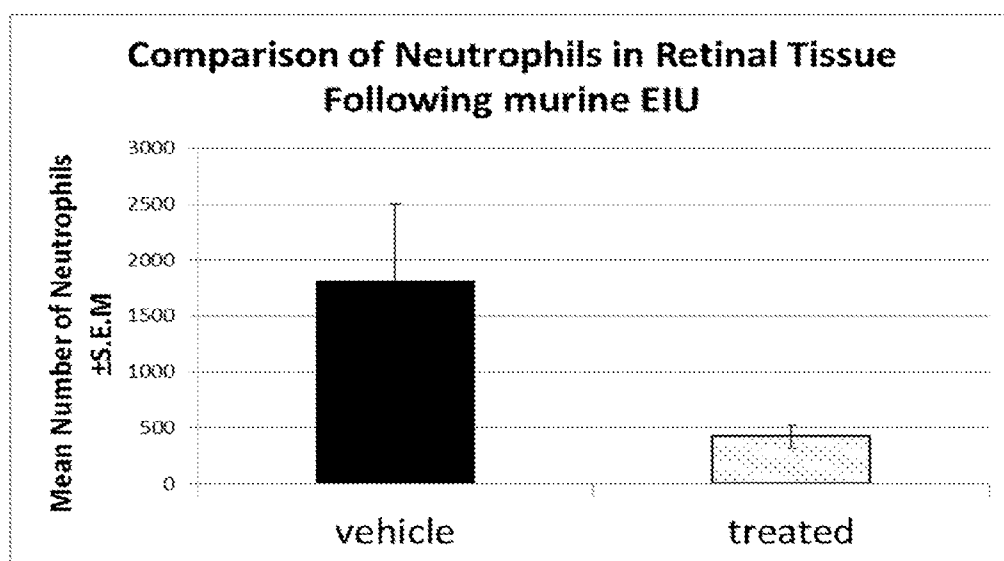 Comparison of Neutrophils in Retinal Tissue
Following murine EIU
Mean Number of Neutrophils
±S.E.M
3000
2500
2000
1500
1000
500
0
vehicle
treated